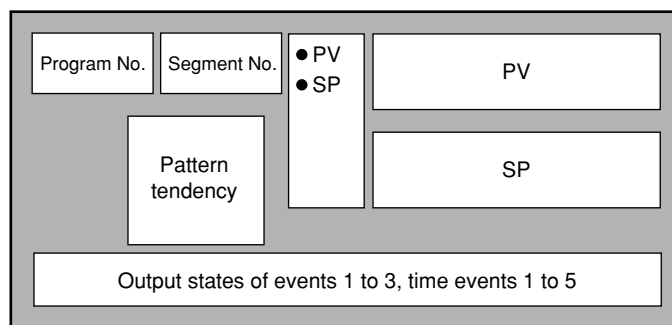 Program No.
Segment No.
● PV
● SP
PV
SP
Pattern
tendency
Output states of events 1 to 3, time events 1 to 5